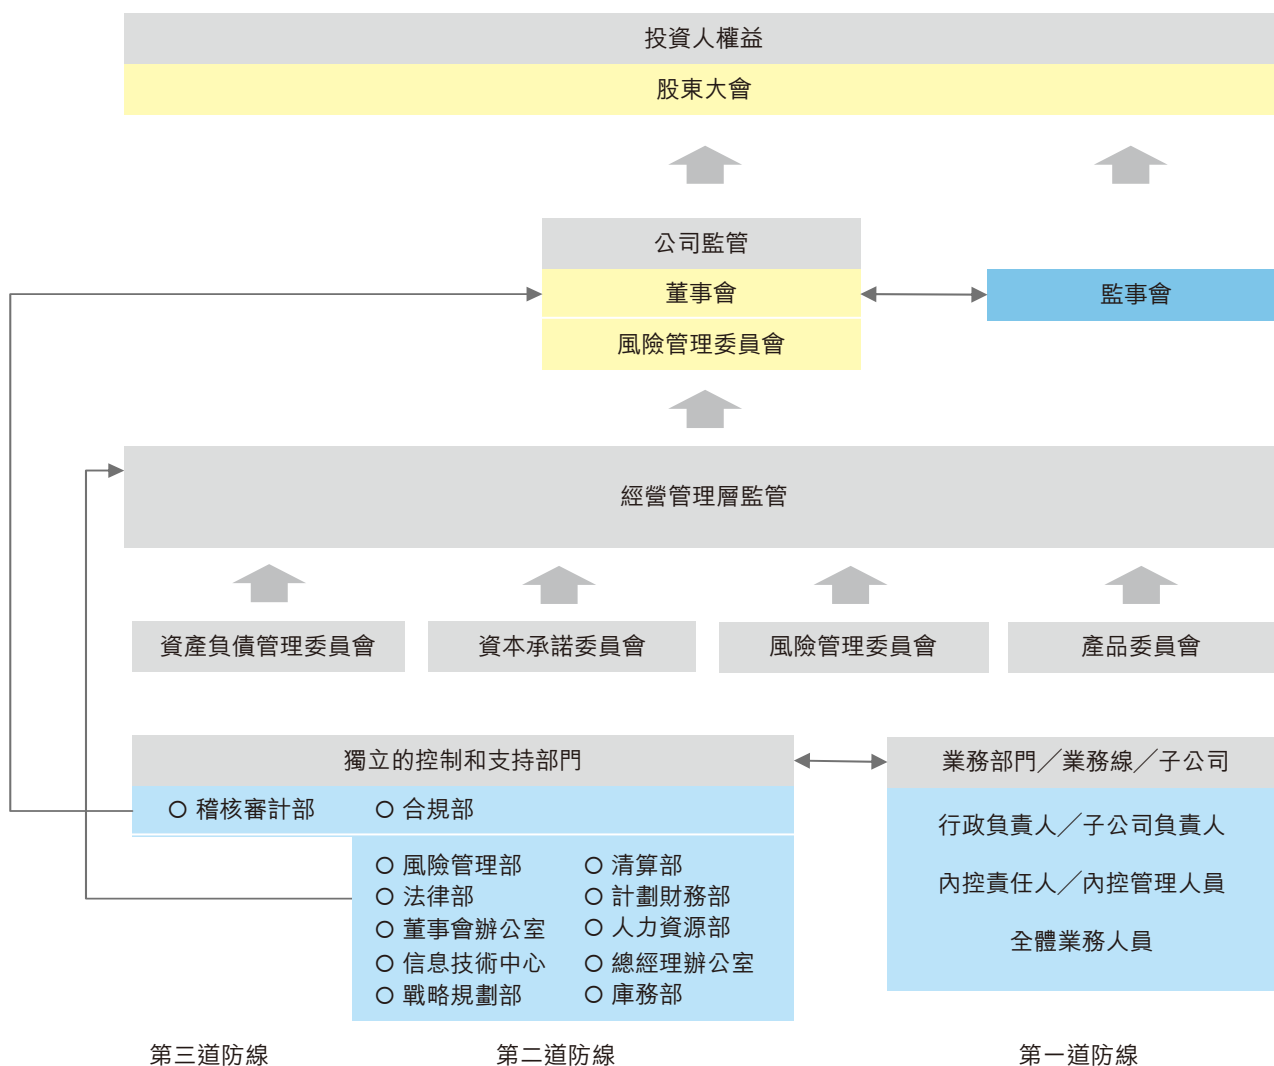 投資人權益
股東大會
公司監管
董事會
監事會
風險管理委員會
經營管理層監管
資產負債管理委員會
資本承諾委員會
風險管理委員會
產品委員會
獨立的控制和支持部門
○ 稽核審計部
○ 合規部
○ 風險管理部
○ 清算部
○ 法律部
○ 計劃財務部
○ 董事會辦公室
○ 人力資源部
○ 信息技術中心
○ 總經理辦公室
○ 戰略規劃部
○ 庫務部
業務部門／業務線／子公司
行政負責人／子公司負責人
內控責任人／內控管理人員
全體業務人員
第三道防線
第二道防線
第一道防線